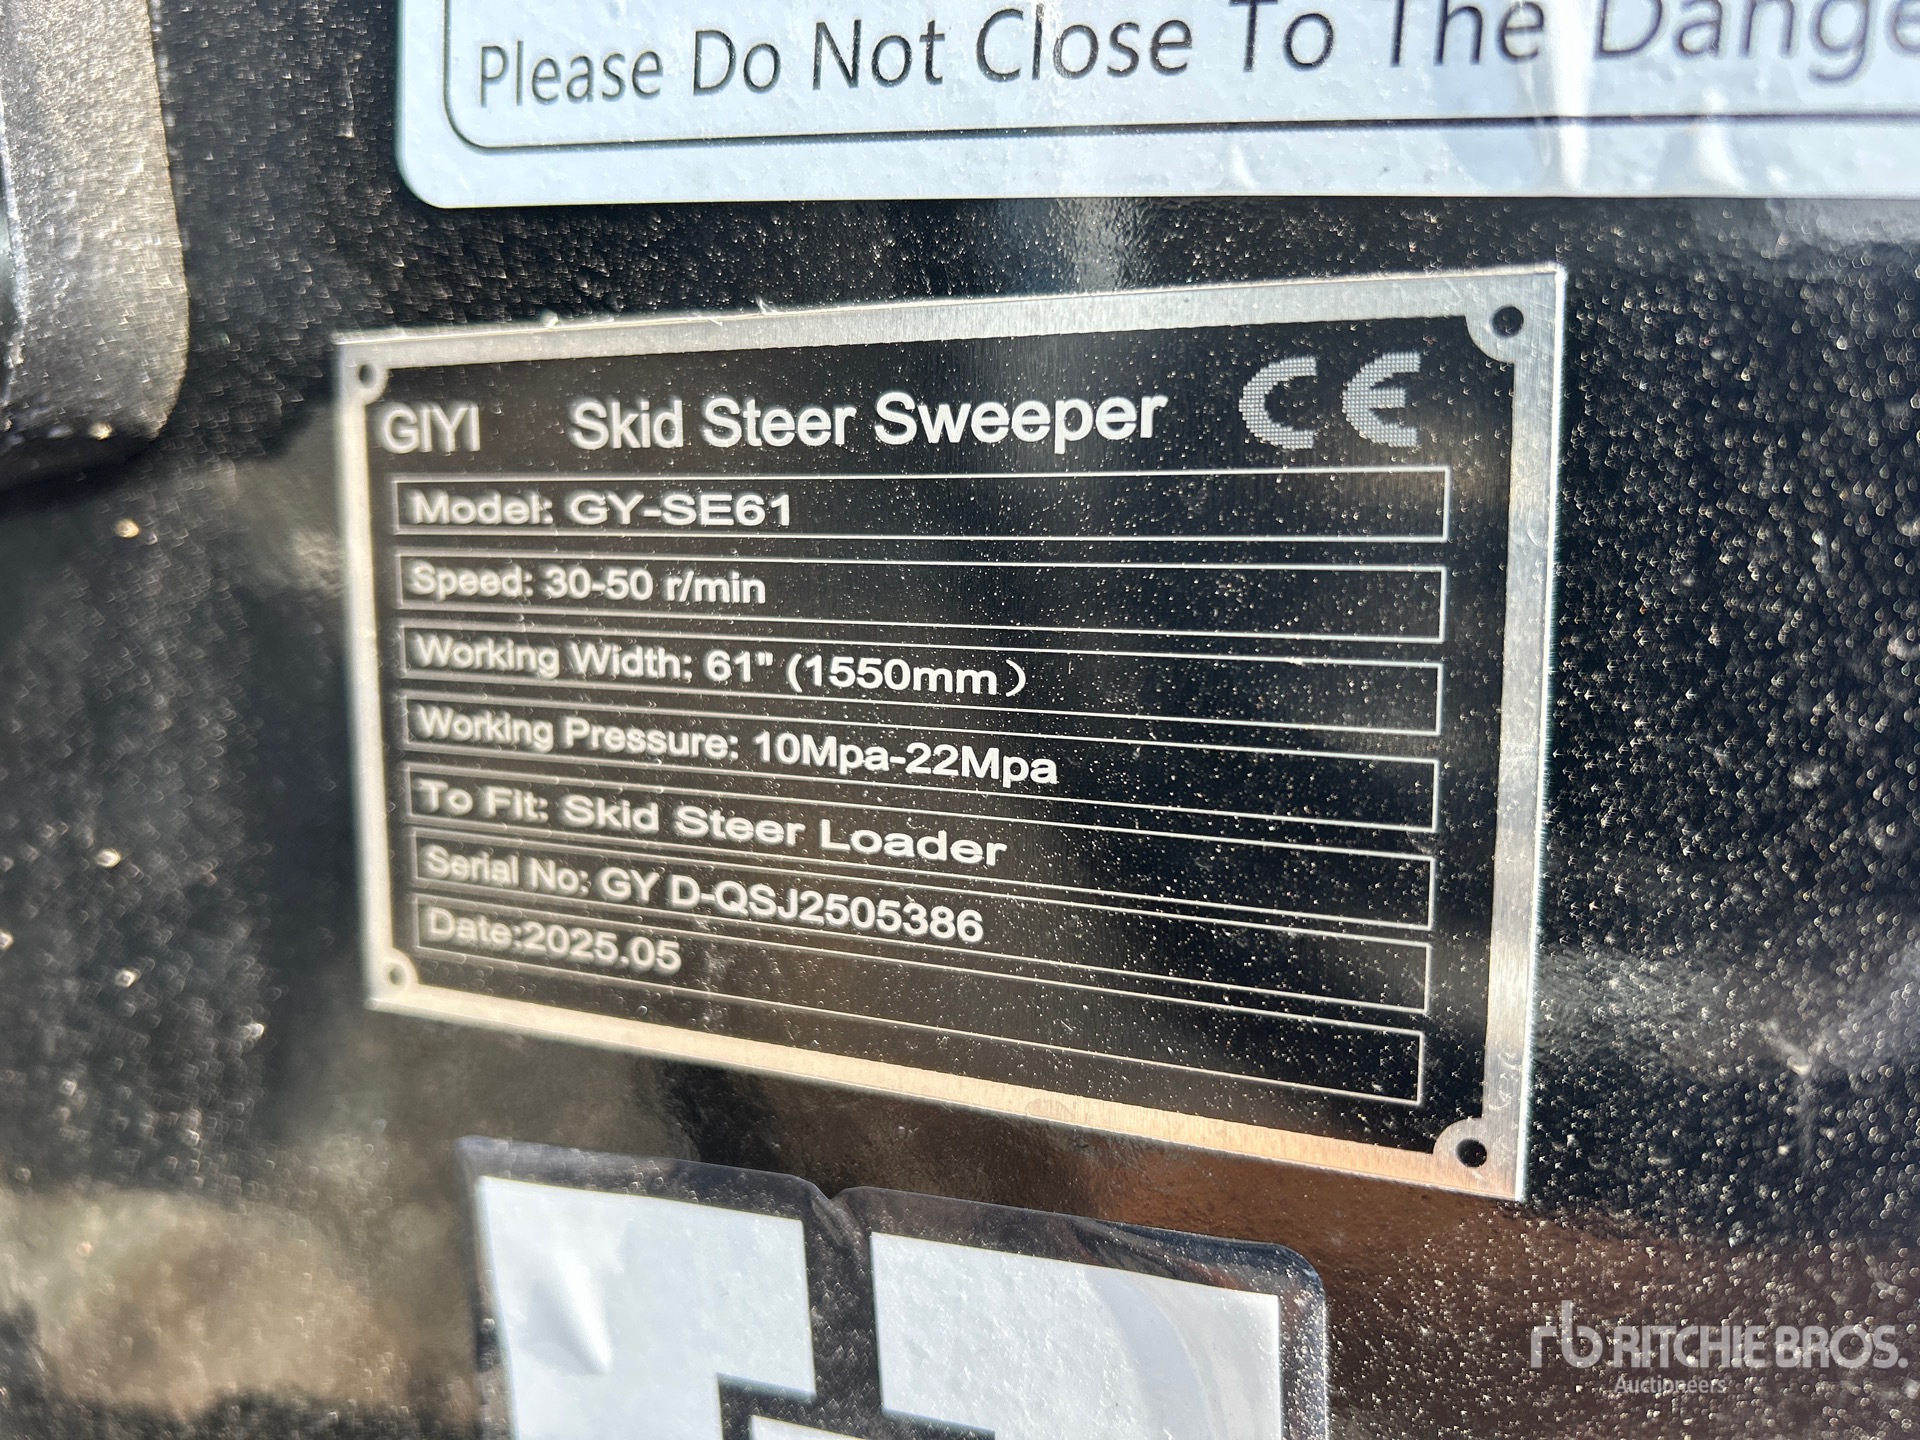 Please Do Not Close To The Dange
GIYI Skid Steer Sweeper CE
Model: GY-SE61
Speed: 30-50 r/min
Working Width: 61" (1550mm）
Working Pressure: 10Mpa-22Mpa
To Fit: Skid Steer Loader
Serial No: GY D-QSJ2505386
Date:2025.05
rb RITCHIE BROS.
Auctioneers